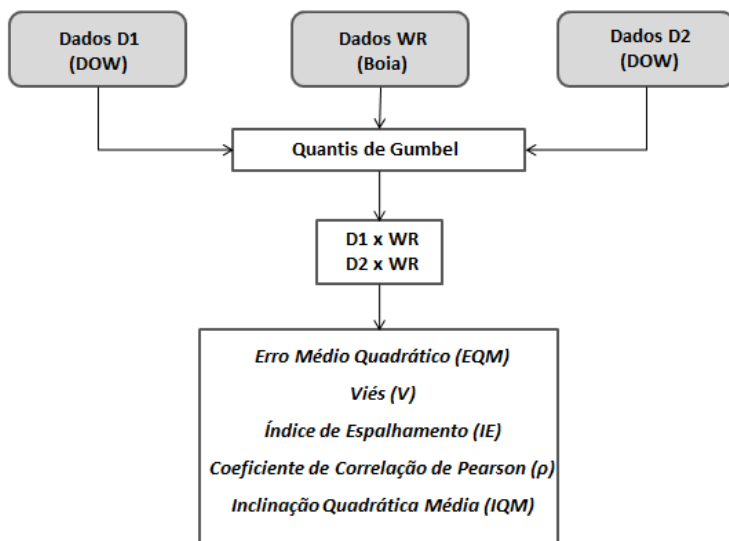 Dados D1
(DOW)
Dados WR
(Boia)
Dados D2
(DOW)
Quantis de Gumbel
D1 x WR
D2 x WR
Erro Médio Quadrático (EQM)
Viés (V)
Índice de Espalhamento (IE)
Coeficiente de Correlação de Pearson (ρ)
Inclinação Quadrática Média (IQM)